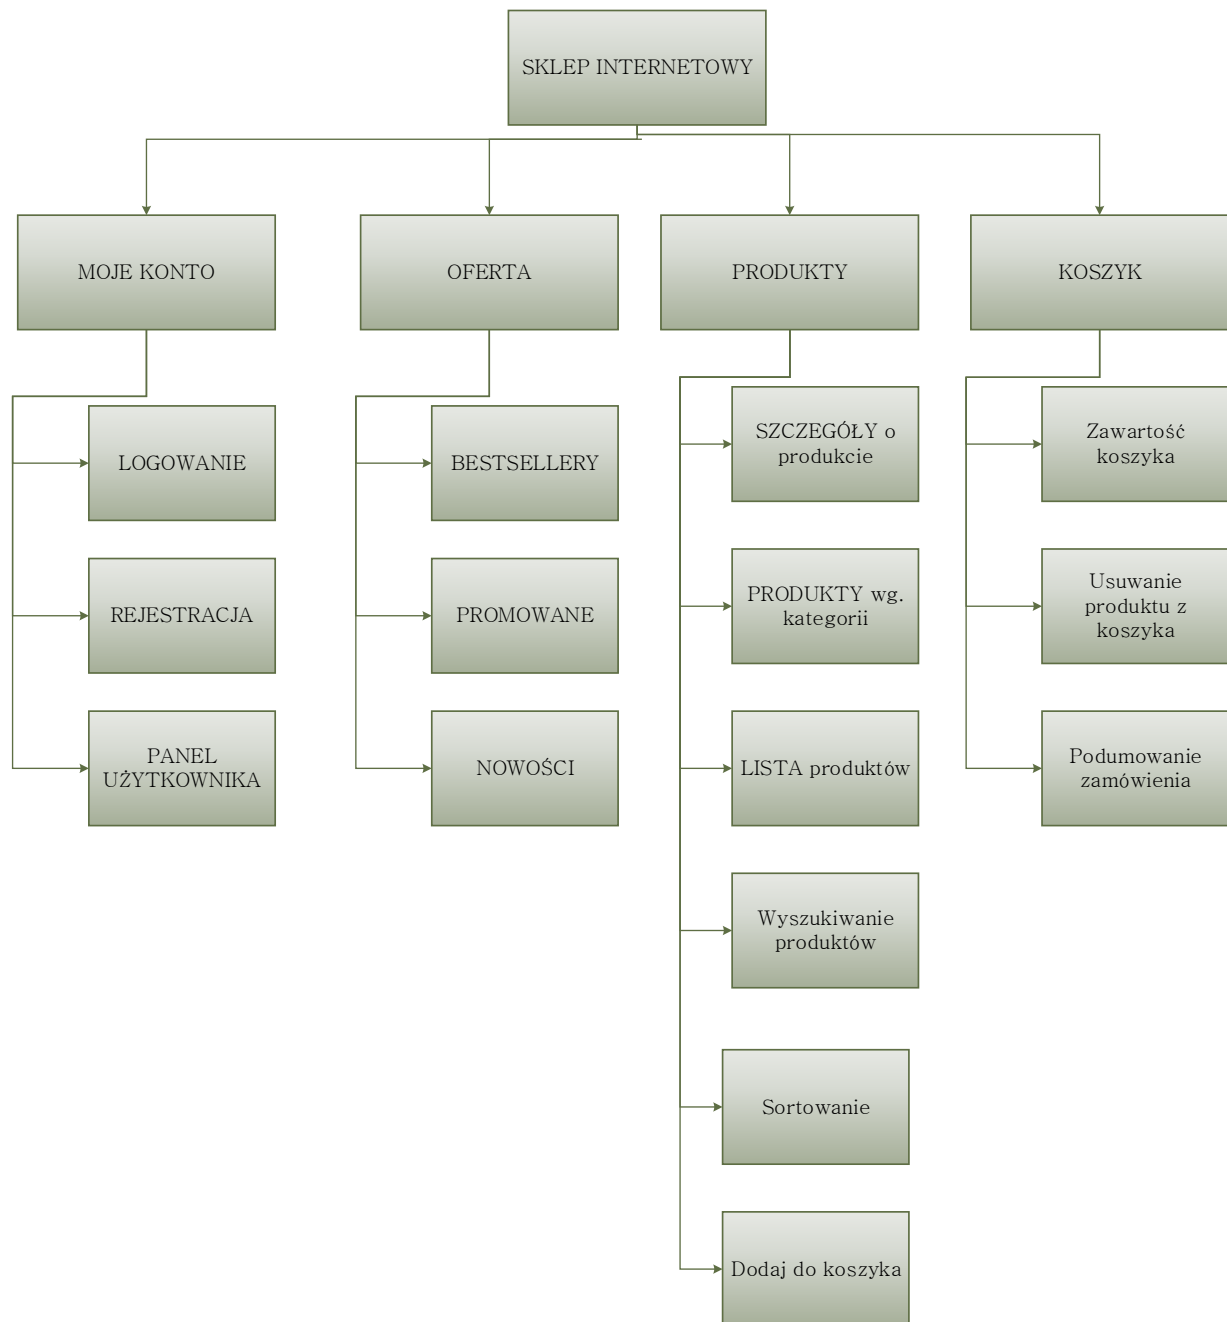 SKLEP INTERNETOWY
MOJE KONTO
OFERTA
PRODUKTY
KOSZYK
LOGOWANIE
REJESTRACJA
PANEL
UŻYTKOWNIKA
BESTSELLERY
PROMOWANE
NOWOŚCI
SZCZEGÓŁY o
produkcie
PRODUKTY wg.
kategorii
LISTA produktów
Wyszukiwanie
produktów
Sortowanie
Dodaj do koszyka
Zawartość
koszyka
Usuwanie
produktu z
koszyka
Podumowanie
zamówienia